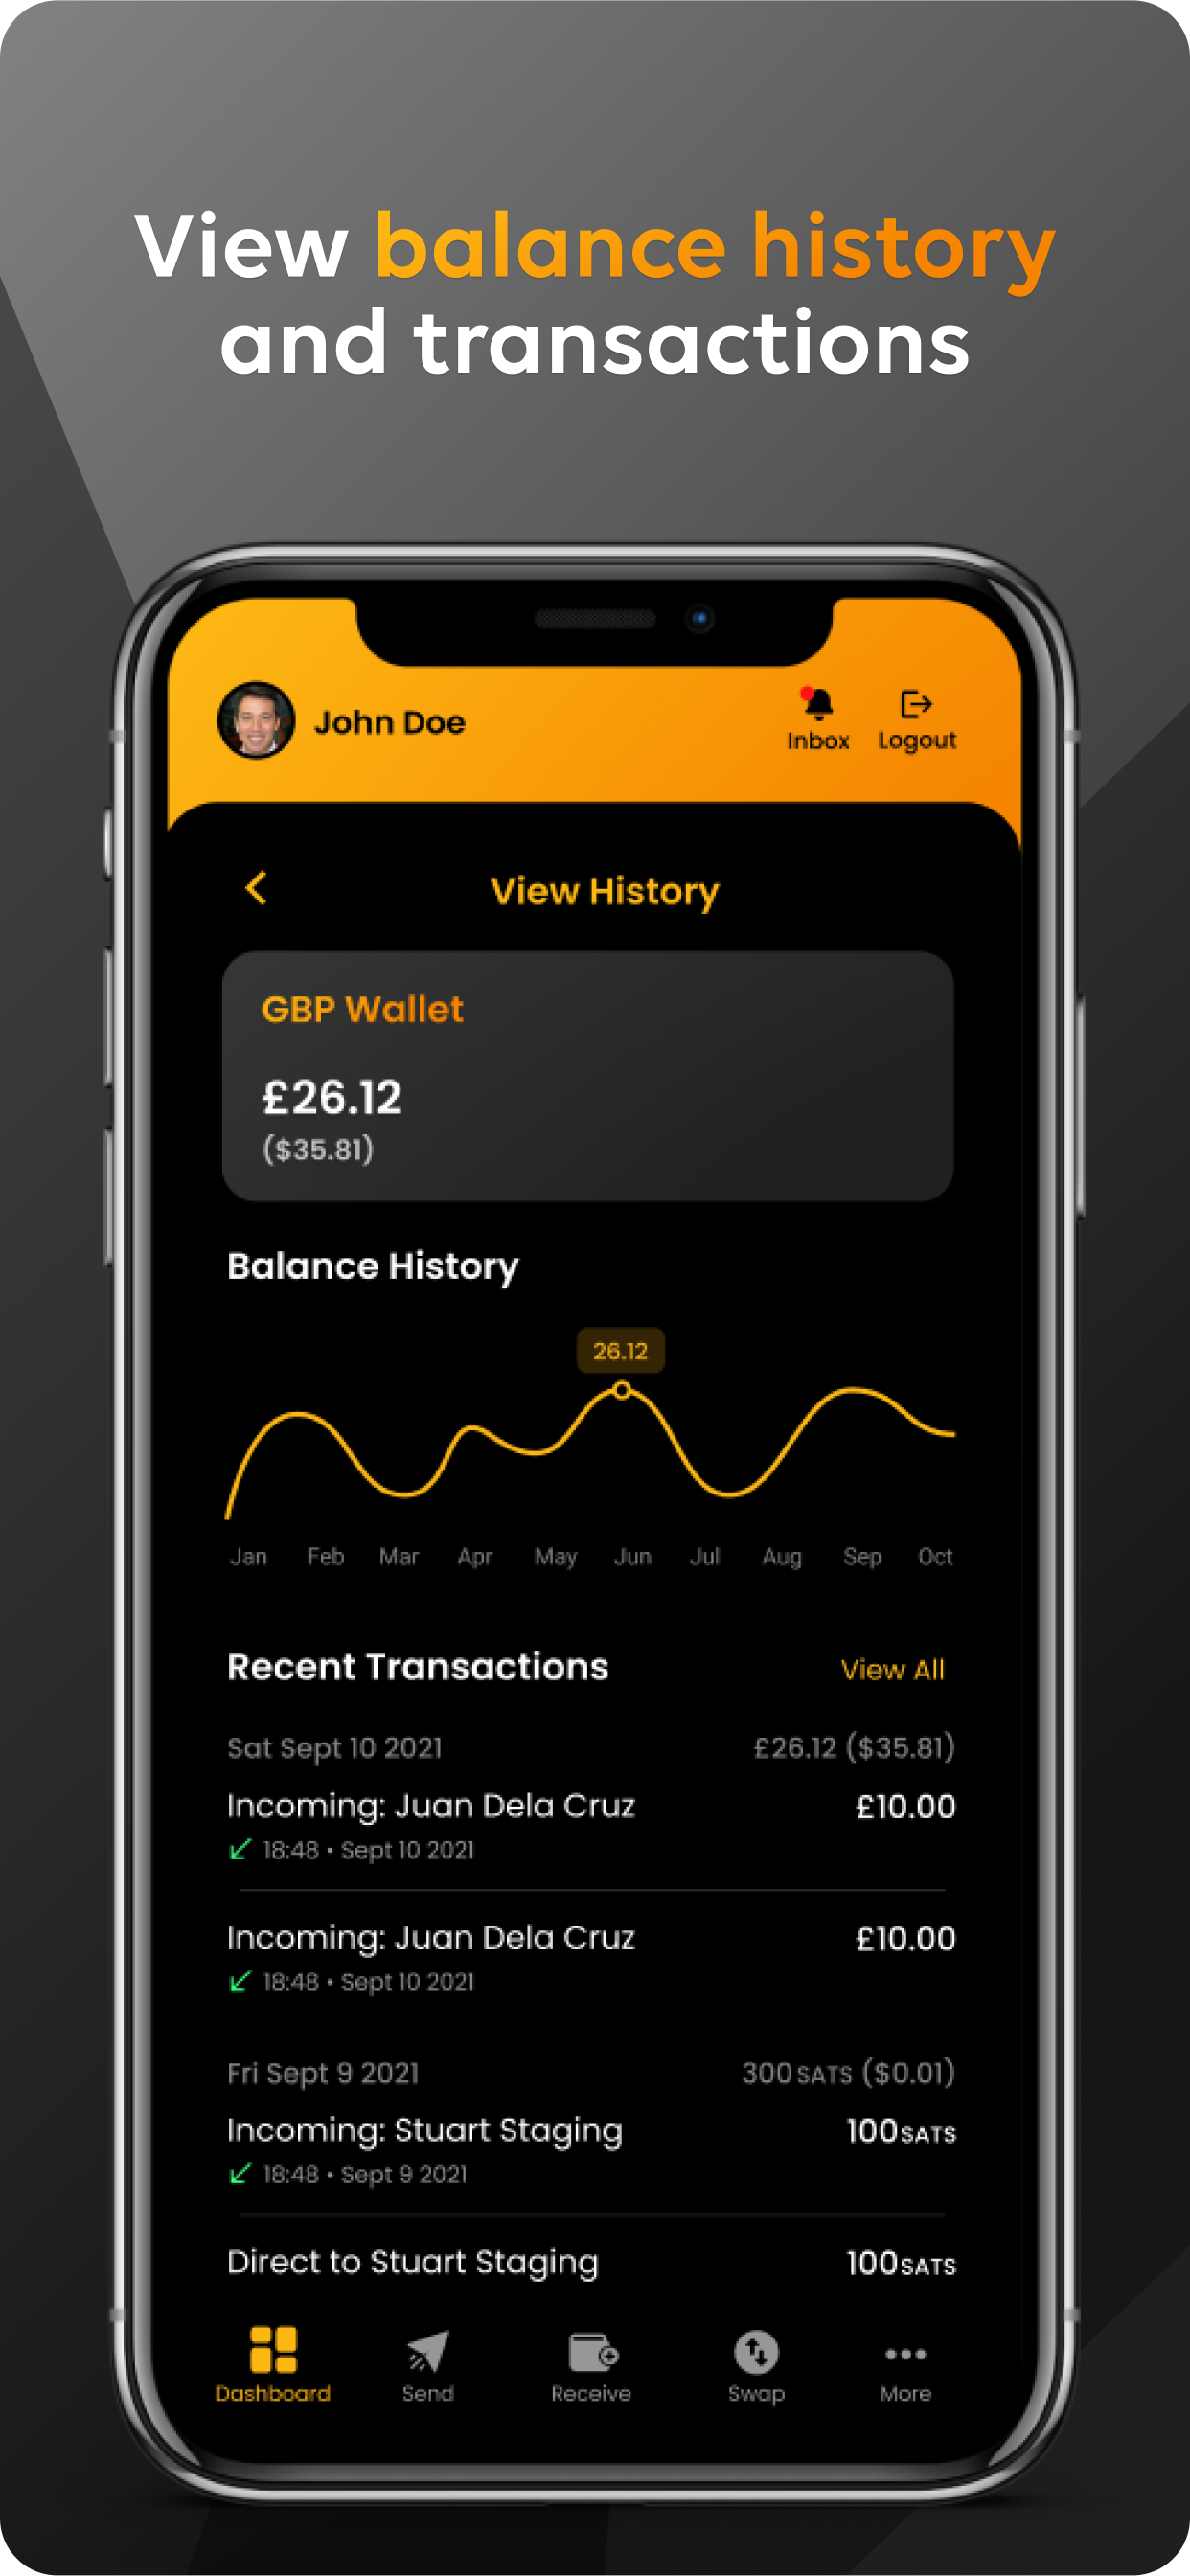 View balance history
and transactions
John Doe
Inbox
Logout
View History
GBP Wallet
£26.12
($35.81)
Balance History
26.12
Jan Feb Mar Apr May Jun Jul Aug Sep Oct
Recent Transactions
View All
Sat Sept 10 2021
£26.12 ($35.81)
Incoming: Juan Dela Cruz
£10.00
18:48 • Sept 10 2021
Incoming: Juan Dela Cruz
£10.00
18:48 • Sept 10 2021
Fri Sept 9 2021
300 SATS ($0.01)
Incoming: Stuart Staging
100 SATS
18:48 • Sept 9 2021
Direct to Stuart Staging
100 SATS
Dashboard
Send
Receive
Swap
More